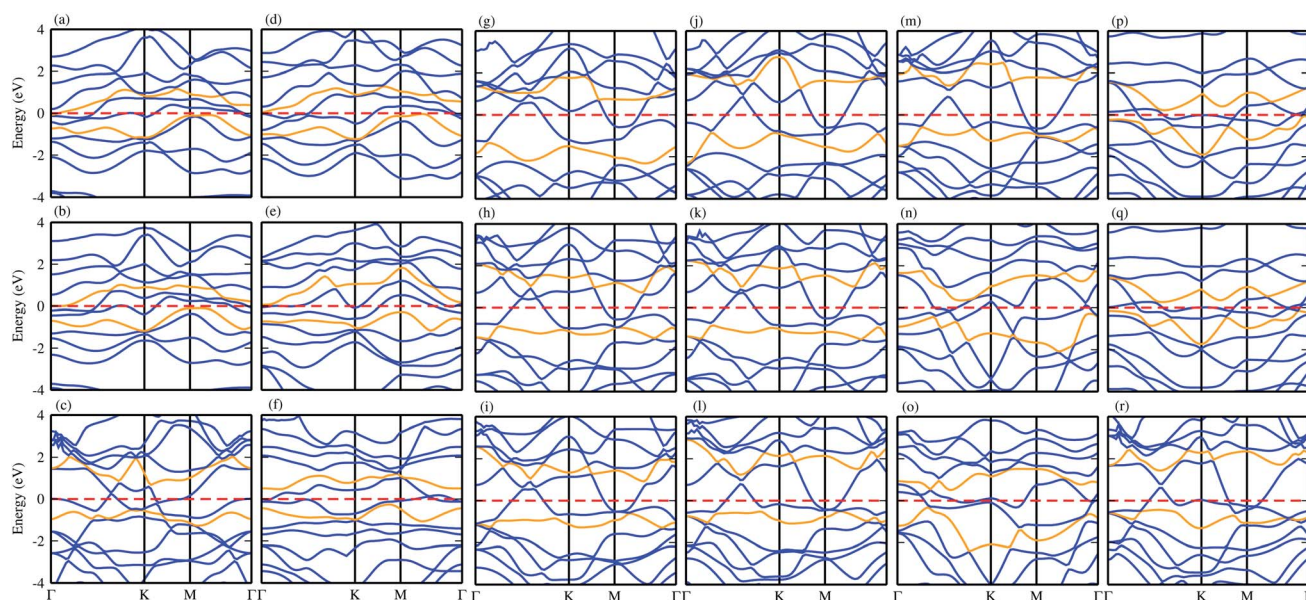 (a) (d) (g) (j) (m) (p)
4
2
0
-2
-4
Energy (eV)
(b) (e) (h) (k) (n) (q)
4
2
0
-2
-4
Energy (eV)
(c) (f) (i) (l) (o) (r)
4
2
0
-2
-4
Energy (eV)
Γ K M ΓΓ K M Γ Γ K M ΓΓ K M Γ Γ K M ΓΓ K M